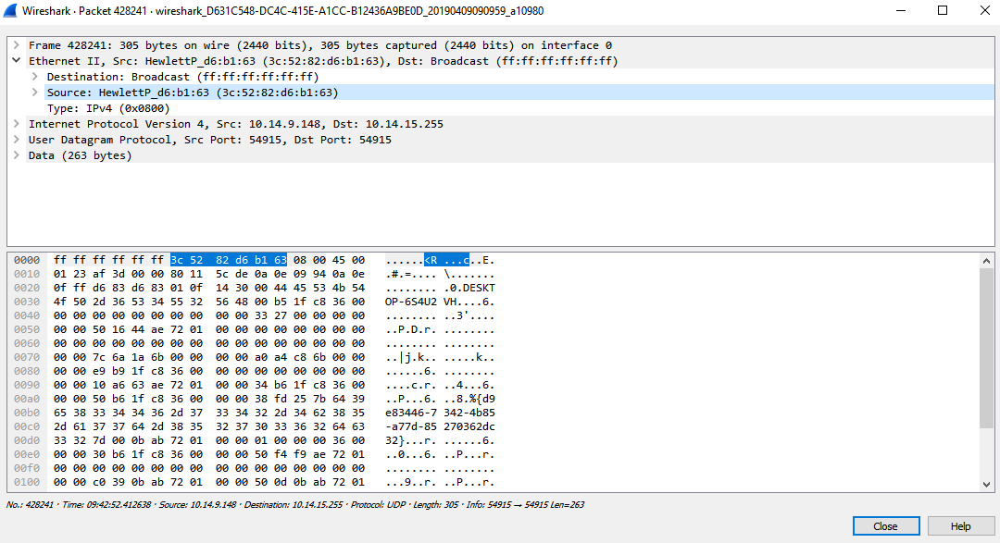 Wireshark · Packet 428241 · wireshark_D631C548-DC4C-415E-A1CC-B12436A9BE0D_20190409090959_a10980
Frame 428241: 305 bytes on wire (2440 bits), 305 bytes captured (2440 bits) on interface 0
Ethernet II, Src: HewlettP_d6:b1:63 (3c:52:82:d6:b1:63), Dst: Broadcast (ff:ff:ff:ff:ff:ff)
Destination: Broadcast (ff:ff:ff:ff:ff:ff)
Source: HewlettP_d6:b1:63 (3c:52:82:d6:b1:63)
Type: IPv4 (0x0800)
Internet Protocol Version 4, Src: 10.14.9.148, Dst: 10.14.15.255
User Datagram Protocol, Src Port: 54915, Dst Port: 54915
Data (263 bytes)
0000 ff ff ff ff ff ff 3c 52 82 d6 b1 63 08 00 45 00 ......<R ...c..E.
0010 01 23 af 3d 00 00 80 11 5c de 0a 0e 09 94 0a 0e .#.=.... \.......
0020 0f ff d6 83 d6 83 01 0f 14 30 00 44 45 53 4b 54 ........ .0.DESKT
0030 4f 50 2d 36 53 34 55 32 56 48 00 b5 1f c8 36 00 OP-6S4U2 VH....6.
0040 00 00 00 00 00 00 00 00 00 00 33 27 00 00 00 00 ........ ..3'....
0050 00 00 50 16 44 ae 72 01 00 00 00 00 00 00 00 00 ..P.D.r. ........
0060 00 00 00 00 00 00 00 00 00 00 00 00 00 00 00 00 ........ ........
0070 00 00 7c 6a 1a 6b 00 00 00 00 a0 a4 c8 6b 00 00 ..|j.k.. .....k..
0080 00 00 e9 b9 1f c8 36 00 00 00 00 00 00 00 00 00 ......6. ........
0090 00 00 10 a6 63 ae 72 01 00 00 34 b6 1f c8 36 00 ....c.r. ..4...6.
00a0 00 00 50 b6 1f c8 36 00 00 00 38 fd 25 7b 64 39 ..P...6. ..8.%{d9
00b0 65 38 33 34 34 36 2d 37 33 34 32 2d 34 62 38 35 e83446-7 342-4b85
00c0 2d 61 37 37 64 2d 38 35 32 37 30 33 36 32 64 63 -a77d-85 270362dc
00d0 33 32 7d 00 0b ab 72 01 00 00 01 00 00 00 36 00 32}...r. ......6.
00e0 00 00 30 b6 1f c8 36 00 00 00 50 f4 f9 ae 72 01 ..0...6. ..P...r.
00f0 00 00 00 00 00 00 00 00 00 00 00 00 00 00 00 00 ........ ........
0100 00 00 c0 39 0b ab 72 01 00 00 50 0d 0b ab 72 01 ...9..r. ..P...r.
No.: 428241 · Time: 09:42:52.412638 · Source: 10.14.9.148 · Destination: 10.14.15.255 · Protocol: UDP · Length: 305 · Info: 54915 → 54915 Len=263
Close Help